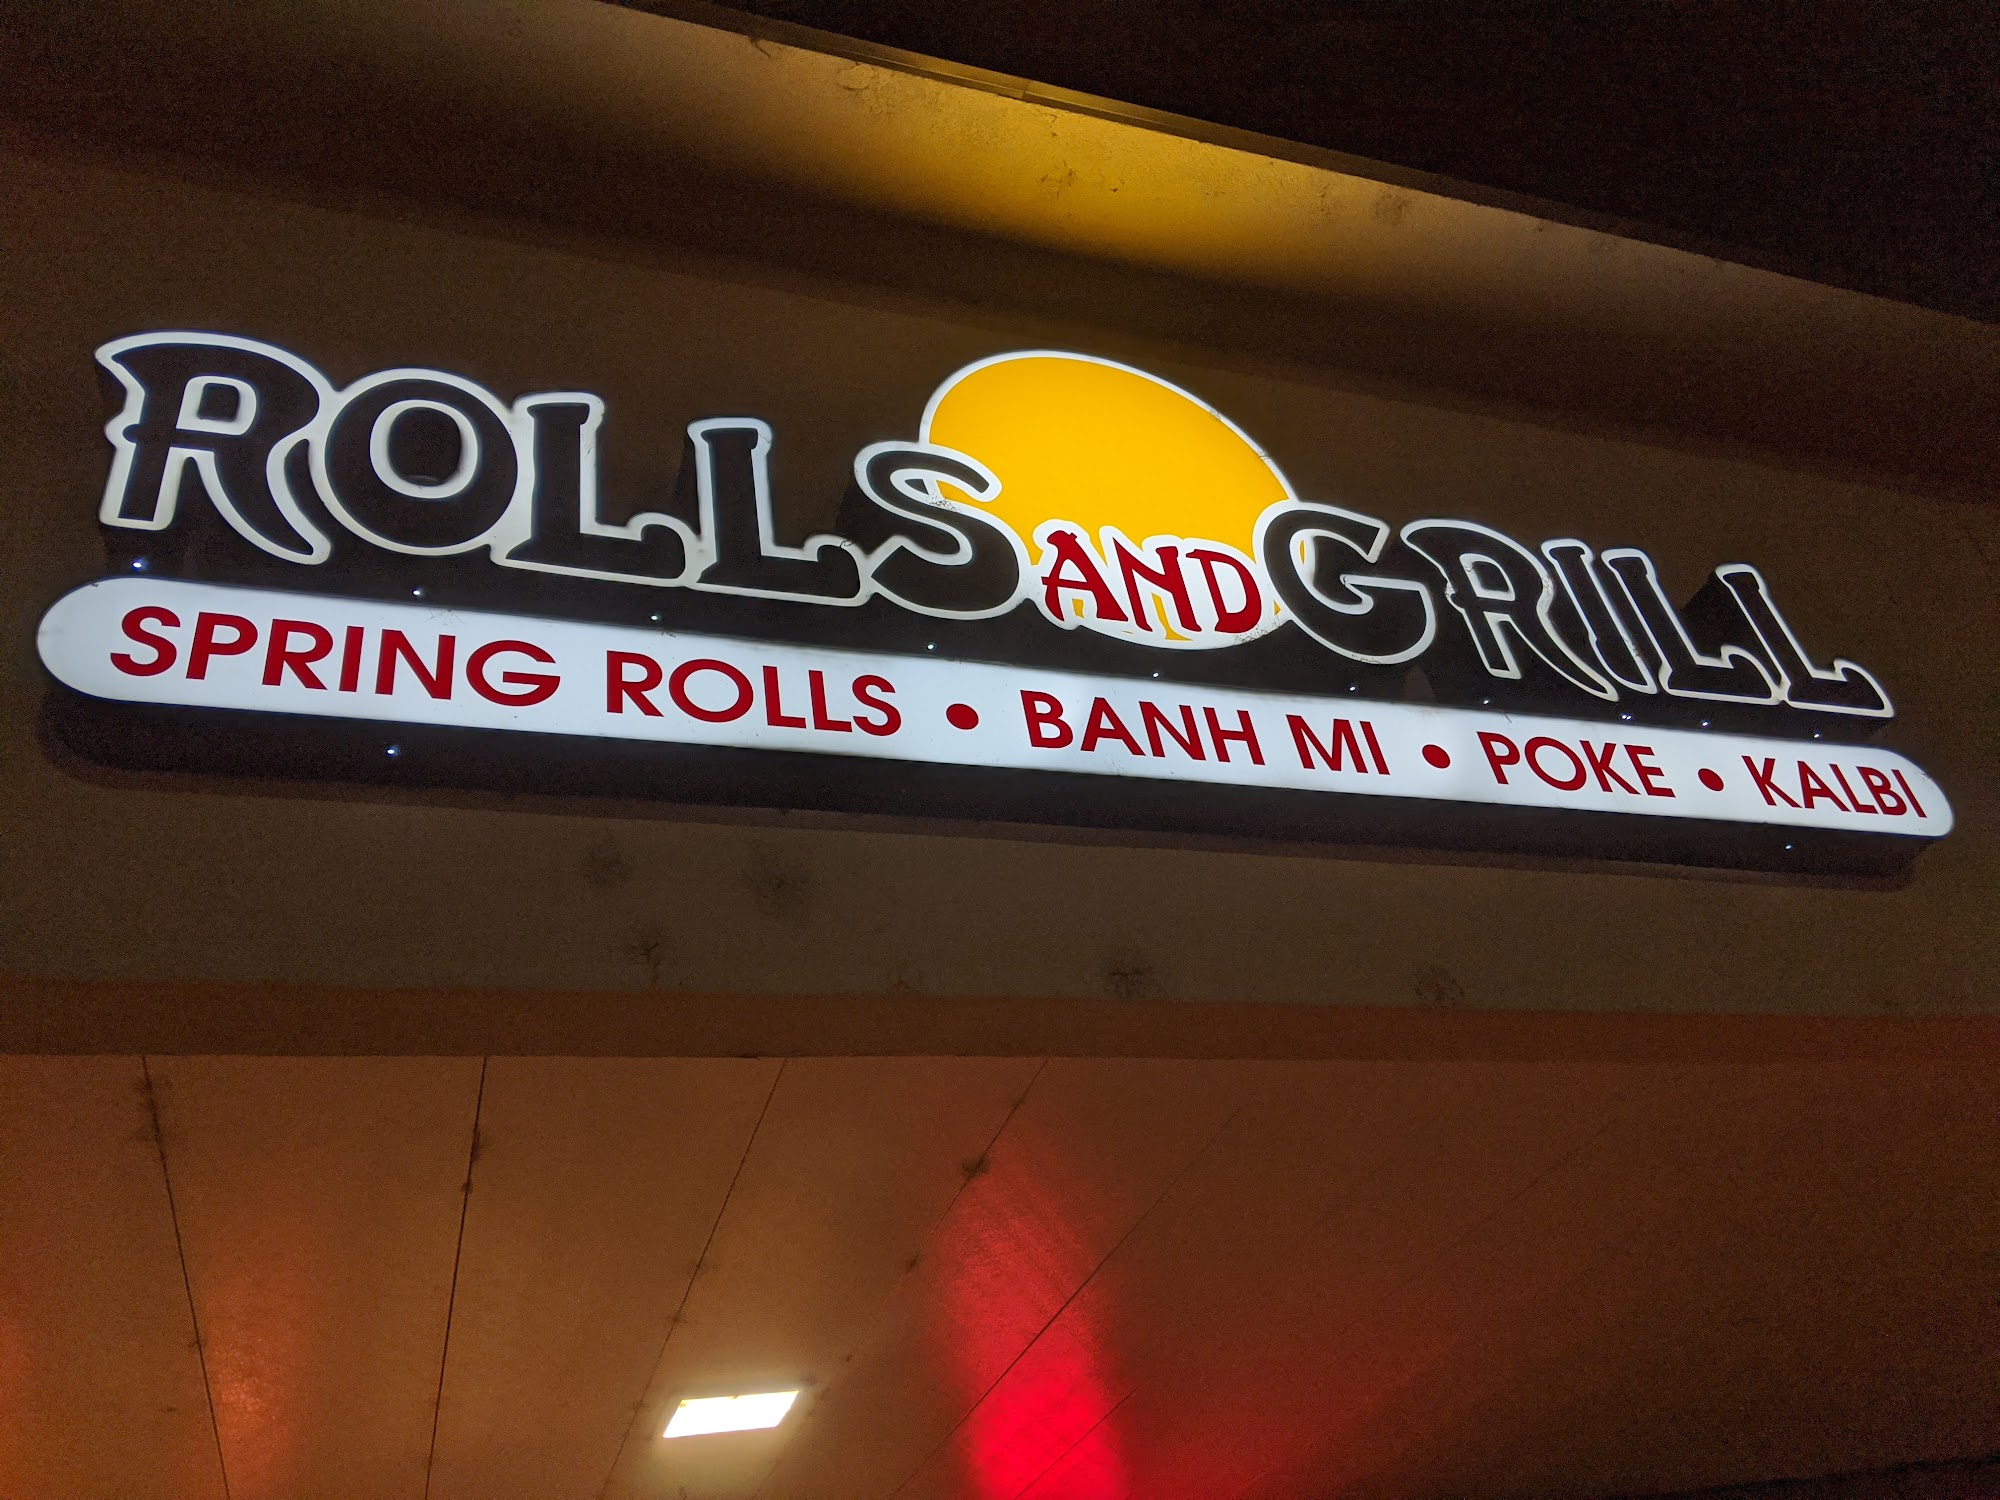 ROLLS AND GRILL
SPRING ROLLS • BANH MI • POKE • KALBI